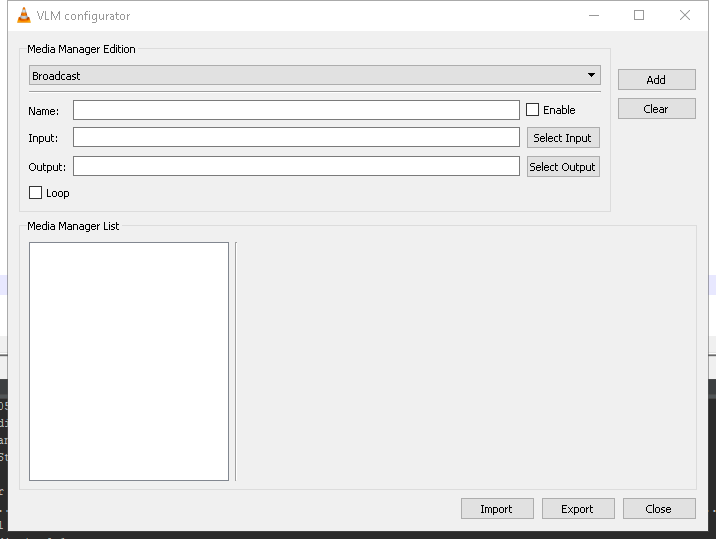 VLM configurator
Media Manager Edition
Broadcast
Add
Name:
Enable
Clear
Input:
Select Input
Output:
Select Output
Loop
Media Manager List
Import
Export
Close